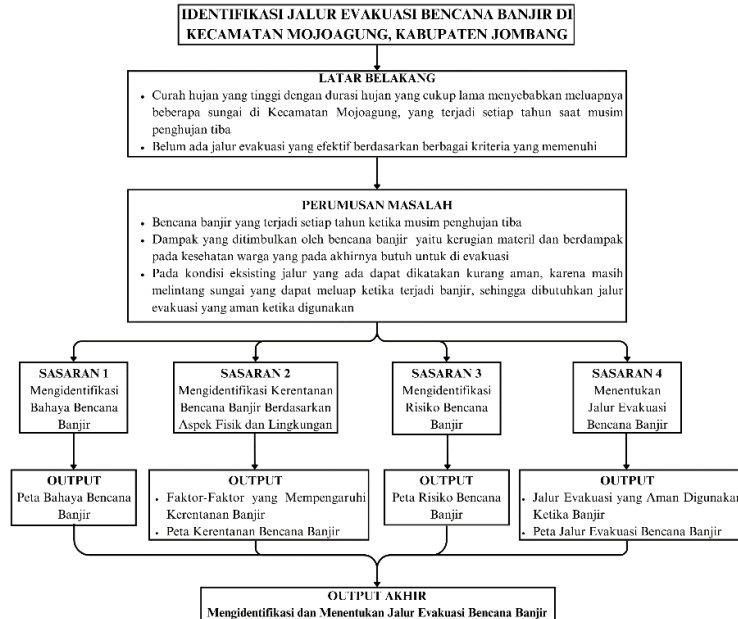 IDENTIFIKASI JALUR EVAKUASI BENCANA BANJIR DI
KECAMATAN MOJOAGUNG, KABUPATEN JOMBANG
LATAR BELAKANG
• Curah hujan yang tinggi dengan durasi hujan yang cukup lama menyebabkan meluapnya
beberapa sungai di Kecamatan Mojoagung, yang terjadi setiap tahun saat musim
penghujan tiba
• Belum ada jalur evakuasi yang efektif berdasarkan berbagai kriteria yang memenuhi
PERUMUSAN MASALAH
• Bencana banjir yang terjadi setiap tahun ketika musim penghujan tiba
• Dampak yang ditimbulkan oleh bencana banjir yaitu kerugian materil dan berdampak
pada kesehatan warga yang pada akhirnya butuh untuk di evakuasi
• Pada kondisi eksisting jalur yang ada dapat dikatakan kurang aman, karena masih
melintang sungai yang dapat meluap ketika terjadi banjir, sehingga dibutuhkan jalur
evakuasi yang aman ketika digunakan
SASARAN 1
Mengidentifikasi
Bahaya Bencana
Banjir
SASARAN 2
Mengidentifikasi Kerentanan
Bencana Banjir Berdasarkan
Aspek Fisik dan Lingkungan
SASARAN 3
Mengidentifikasi
Risiko Bencana
Banjir
SASARAN 4
Menentukan
Jalur Evakuasi
Bencana Banjir
OUTPUT
Peta Bahaya Bencana
Banjir
OUTPUT
• Faktor-Faktor yang Mempengaruhi
Kerentanan Banjir
• Peta Kerentanan Bencana Banjir
OUTPUT
Peta Risiko Bencana
Banjir
OUTPUT
• Jalur Evakuasi yang Aman Digunakan
Ketika Banjir
• Peta Jalur Evakuasi Bencana Banjir
OUTPUT AKHIR
Mengidentifikasi dan Menentukan Jalur Evakuasi Bencana Banjir